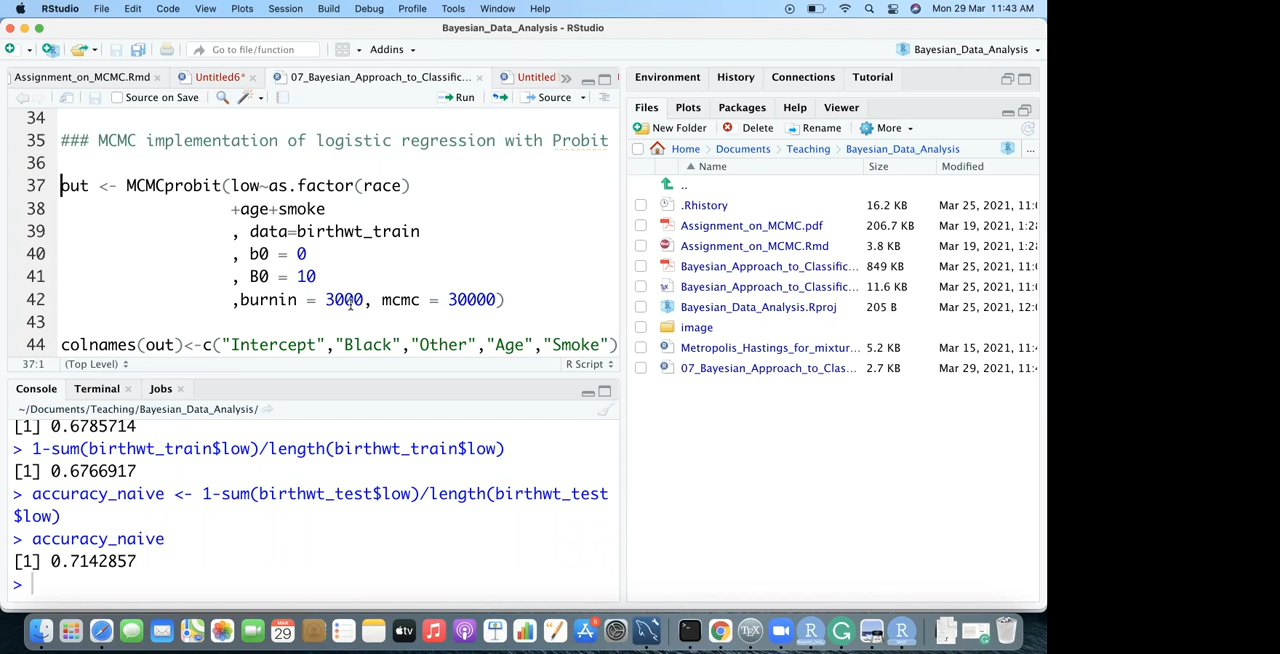 RStudio File Edit Code View Plots Session Build Debug Profile Tools Window Help Mon 29 Mar 11:43 AM
Bayesian_Data_Analysis - RStudio
Go to file/function Addins Bayesian_Data_Analysis
Assignment_on_MCMC.Rmd Untitled6* 07_Bayesian_Approach_to_Classific... Untitled
Source on Save Run Source
34
35 ### MCMC implementation of logistic regression with Probit
36
37 out <- MCMCprobit(low~as.factor(race)
38 +age+smoke
39 , data=birthwt_train
40 , b0 = 0
41 , B0 = 10
42 ,burnin = 3000, mcmc = 30000)
43
44 colnames(out)<-c("Intercept","Black","Other","Age","Smoke")
37:1 (Top Level) R Script
Console Terminal Jobs
~/Documents/Teaching/Bayesian_Data_Analysis/
[1] 0.6785714
> 1-sum(birthwt_train$low)/length(birthwt_train$low)
[1] 0.6766917
> accuracy_naive <- 1-sum(birthwt_test$low)/length(birthwt_test
$low)
> accuracy_naive
[1] 0.7142857
>
Environment History Connections Tutorial
Files Plots Packages Help Viewer
New Folder Delete Rename More
Home Documents Teaching Bayesian_Data_Analysis ...
Name Size Modified
..
.Rhistory 16.2 KB Mar 25, 2021, 11:
Assignment_on_MCMC.pdf 206.7 KB Mar 19, 2021, 1:28
Assignment_on_MCMC.Rmd 3.8 KB Mar 19, 2021, 1:28
Bayesian_Approach_to_Classific... 849 KB Mar 25, 2021, 11:
Bayesian_Approach_to_Classific... 11.6 KB Mar 25, 2021, 11:
Bayesian_Data_Analysis.Rproj 205 B Mar 25, 2021, 12:
image
Metropolis_Hastings_for_mixtur... 5.2 KB Mar 15, 2021, 11:
07_Bayesian_Approach_to_Clas... 2.7 KB Mar 29, 2021, 11: